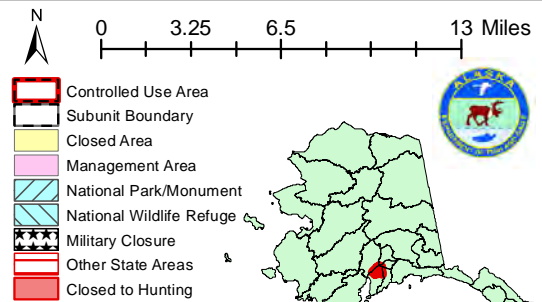 N
0 3.25 6.5 13 Miles
Controlled Use Area
Subunit Boundary
Closed Area
Management Area
National Park/Monument
National Wildlife Refuge
Military Closure
Other State Areas
Closed to Hunting
ALASKA